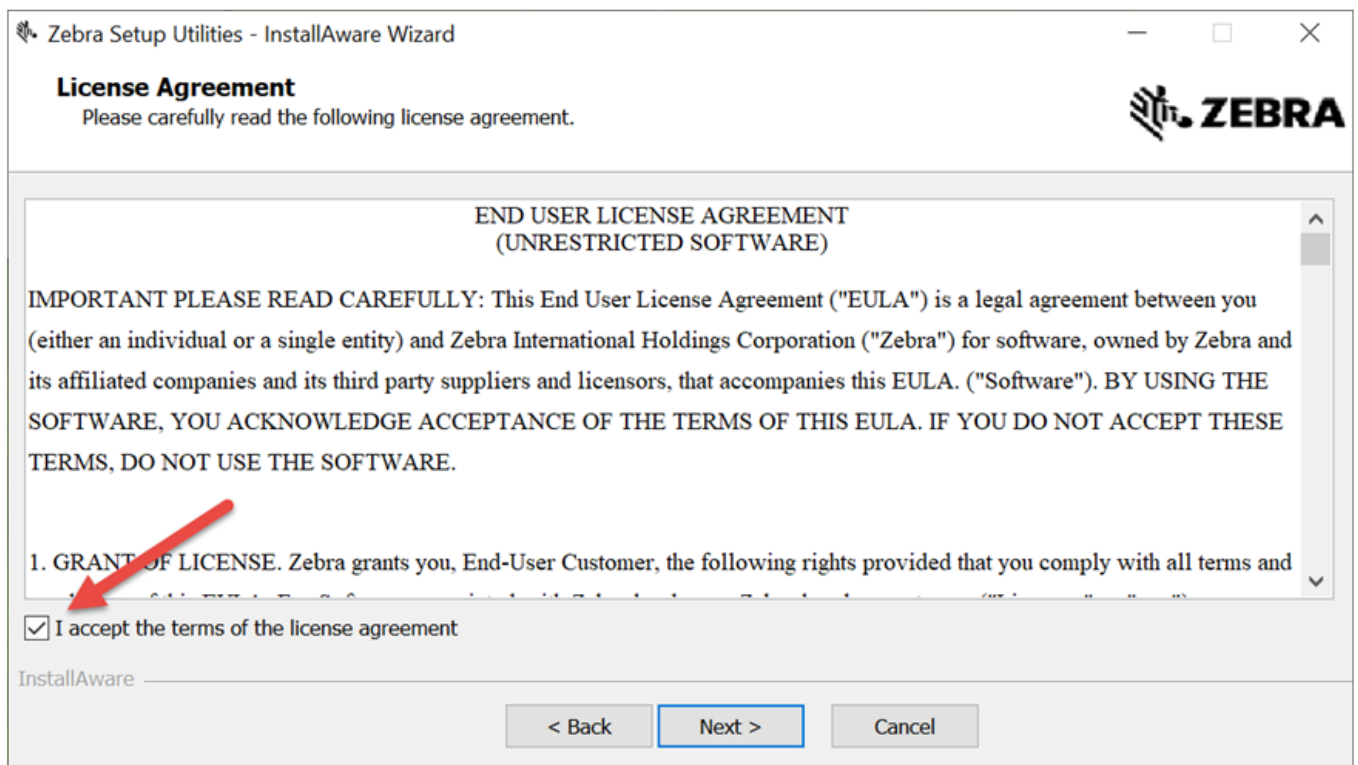 Zebra Setup Utilities - InstallAware Wizard
License Agreement
Please carefully read the following license agreement.
ZEBRA
END USER LICENSE AGREEMENT
(UNRESTRICTED SOFTWARE)
IMPORTANT PLEASE READ CAREFULLY: This End User License Agreement ("EULA") is a legal agreement between you
(either an individual or a single entity) and Zebra International Holdings Corporation ("Zebra") for software, owned by Zebra and
its affiliated companies and its third party suppliers and licensors, that accompanies this EULA. ("Software"). BY USING THE
SOFTWARE, YOU ACKNOWLEDGE ACCEPTANCE OF THE TERMS OF THIS EULA. IF YOU DO NOT ACCEPT THESE
TERMS, DO NOT USE THE SOFTWARE.
1. GRANT OF LICENSE. Zebra grants you, End-User Customer, the following rights provided that you comply with all terms and
I accept the terms of the license agreement
InstallAware
< Back
Next >
Cancel